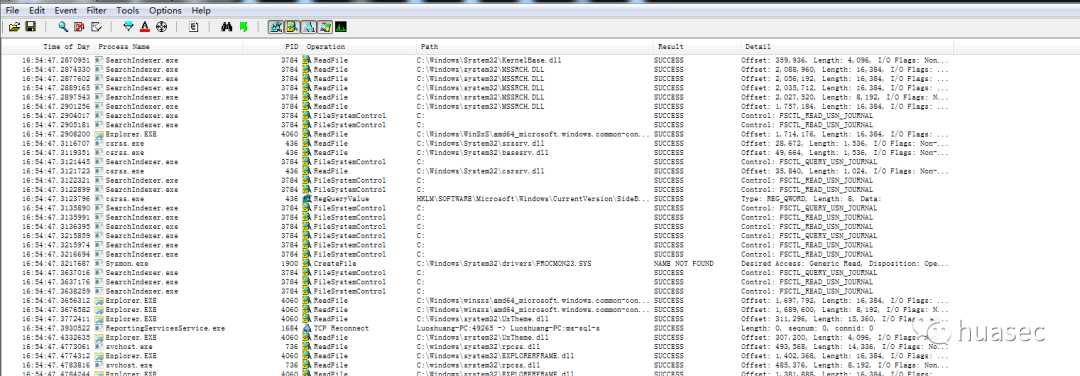 File Edit Event Filter Tools Options Help
Time of Day Process Name PID Operation Path Result Detail
16:54:47.2870951 SearchIndexer.exe 3784 ReadFile C:\Windows\System32\KernelBase.dll SUCCESS Offset: 359,936, Length: 4,096, I/O Flags: Non...
16:54:47.2874330 SearchIndexer.exe 3784 ReadFile C:\Windows\System32\MSSRCH.DLL SUCCESS Offset: 2,088,960, Length: 16,384, I/O Flags: ...
16:54:47.2877602 SearchIndexer.exe 3784 ReadFile C:\Windows\System32\MSSRCH.DLL SUCCESS Offset: 2,056,192, Length: 16,384, I/O Flags: ...
16:54:47.2889165 SearchIndexer.exe 3784 ReadFile C:\Windows\System32\MSSRCH.DLL SUCCESS Offset: 2,035,712, Length: 16,384, I/O Flags: ...
16:54:47.2897543 SearchIndexer.exe 3784 ReadFile C:\Windows\System32\MSSRCH.DLL SUCCESS Offset: 2,027,520, Length: 8,192, I/O Flags: N...
16:54:47.2901256 SearchIndexer.exe 3784 ReadFile C:\Windows\System32\MSSRCH.DLL SUCCESS Offset: 1,757,184, Length: 16,384, I/O Flags: ...
16:54:47.2904017 SearchIndexer.exe 3784 FileSystemControl C: SUCCESS Control: FSCTL_READ_USN_JOURNAL
16:54:47.2905181 SearchIndexer.exe 3784 FileSystemControl C: SUCCESS Control: FSCTL_READ_USN_JOURNAL
16:54:47.2908200 Explorer.EXE 4060 ReadFile C:\Windows\WinSxS\amd64_microsoft.windows.common-con... SUCCESS Offset: 1,714,176, Length: 16,384, I/O Flags: ...
16:54:47.3116707 csrss.exe 436 ReadFile C:\Windows\System32\sxssrv.dll SUCCESS Offset: 28,672, Length: 1,536, I/O Flags: Non-...
16:54:47.3119351 csrss.exe 436 ReadFile C:\Windows\System32\basesrv.dll SUCCESS Offset: 49,664, Length: 1,536, I/O Flags: Non-...
16:54:47.3121445 SearchIndexer.exe 3784 FileSystemControl C: SUCCESS Control: FSCTL_QUERY_USN_JOURNAL
16:54:47.3121723 csrss.exe 436 ReadFile C:\Windows\System32\csrsrv.dll SUCCESS Offset: 35,840, Length: 1,024, I/O Flags: Non-...
16:54:47.3122321 SearchIndexer.exe 3784 FileSystemControl C: SUCCESS Control: FSCTL_READ_USN_JOURNAL
16:54:47.3122899 SearchIndexer.exe 3784 FileSystemControl C: SUCCESS Control: FSCTL_READ_USN_JOURNAL
16:54:47.3123796 csrss.exe 436 RegQueryValue HKLM\SOFTWARE\Microsoft\Windows\CurrentVersion\SideB... SUCCESS Type: REG_QWORD, Length: 8, Data:
16:54:47.3135890 SearchIndexer.exe 3784 FileSystemControl C: SUCCESS Control: FSCTL_QUERY_USN_JOURNAL
16:54:47.3135991 SearchIndexer.exe 3784 FileSystemControl C: SUCCESS Control: FSCTL_READ_USN_JOURNAL
16:54:47.3136395 SearchIndexer.exe 3784 FileSystemControl C: SUCCESS Control: FSCTL_READ_USN_JOURNAL
16:54:47.3215859 SearchIndexer.exe 3784 FileSystemControl C: SUCCESS Control: FSCTL_QUERY_USN_JOURNAL
16:54:47.3215974 SearchIndexer.exe 3784 FileSystemControl C: SUCCESS Control: FSCTL_READ_USN_JOURNAL
16:54:47.3216694 SearchIndexer.exe 3784 FileSystemControl C: SUCCESS Control: FSCTL_READ_USN_JOURNAL
16:54:47.3217687 Sysmon.exe 1900 CreateFile C:\Windows\System\drivers\PROCMON23.SYS NAME NOT FOUND Desired Access: Generic Read, Disposition: Ope...
16:54:47.3637016 SearchIndexer.exe 3784 FileSystemControl C: SUCCESS Control: FSCTL_QUERY_USN_JOURNAL
16:54:47.3637176 SearchIndexer.exe 3784 FileSystemControl C: SUCCESS Control: FSCTL_READ_USN_JOURNAL
16:54:47.3638259 SearchIndexer.exe 3784 FileSystemControl C: SUCCESS Control: FSCTL_READ_USN_JOURNAL
16:54:47.3656312 Explorer.EXE 4060 ReadFile C:\Windows\winsxs\amd64_microsoft.windows.common-con... SUCCESS Offset: 1,697,792, Length: 16,384, I/O Flags: ...
16:54:47.3676582 Explorer.EXE 4060 ReadFile C:\Windows\winsxs\amd64_microsoft.windows.common-con... SUCCESS Offset: 1,689,600, Length: 8,192, I/O Flags: N...
16:54:47.3772411 Explorer.EXE 4060 ReadFile C:\Windows\system32\UxTheme.dll SUCCESS Offset: 311,296, Length: 15,360, I/O Flags:
16:54:47.3930522 ReportingServicesService.exe 1684 TCP Reconnect Luoshuang-PC:49265 -> Luoshuang-PC:ms-sql-s SUCCESS Length: 0, seqnum: 0, connid: 0
16:54:47.4332635 Explorer.EXE 4060 ReadFile C:\Windows\System32\UxTheme.dll SUCCESS Offset: 307,200, Length: 4,096, I/O
16:54:47.4773061 svchost.exe 736 ReadFile C:\Windows\system32\rpcss.dll SUCCESS Offset: 493,568, Length: 14,336, I/O Flags:
16:54:47.4774312 Explorer.EXE 4060 ReadFile C:\Windows\system32\EXPLORERFRAME.dll SUCCESS Offset: 1,402,368, Length: 16,384, I/O Flags: ...
16:54:47.4783816 svchost.exe 736 ReadFile C:\Windows\system32\rpcss.dll SUCCESS Offset: 485,376, Length: 8,192, I/O Flags: Non...
16:54:47.4784244 Explorer.EXE 4060 ReadFile C:\Windows\system32\EXPLORERFRAME.dll SUCCESS Offset: 1,381,888, Length: 16,384, I/O Flags: ...
huasec